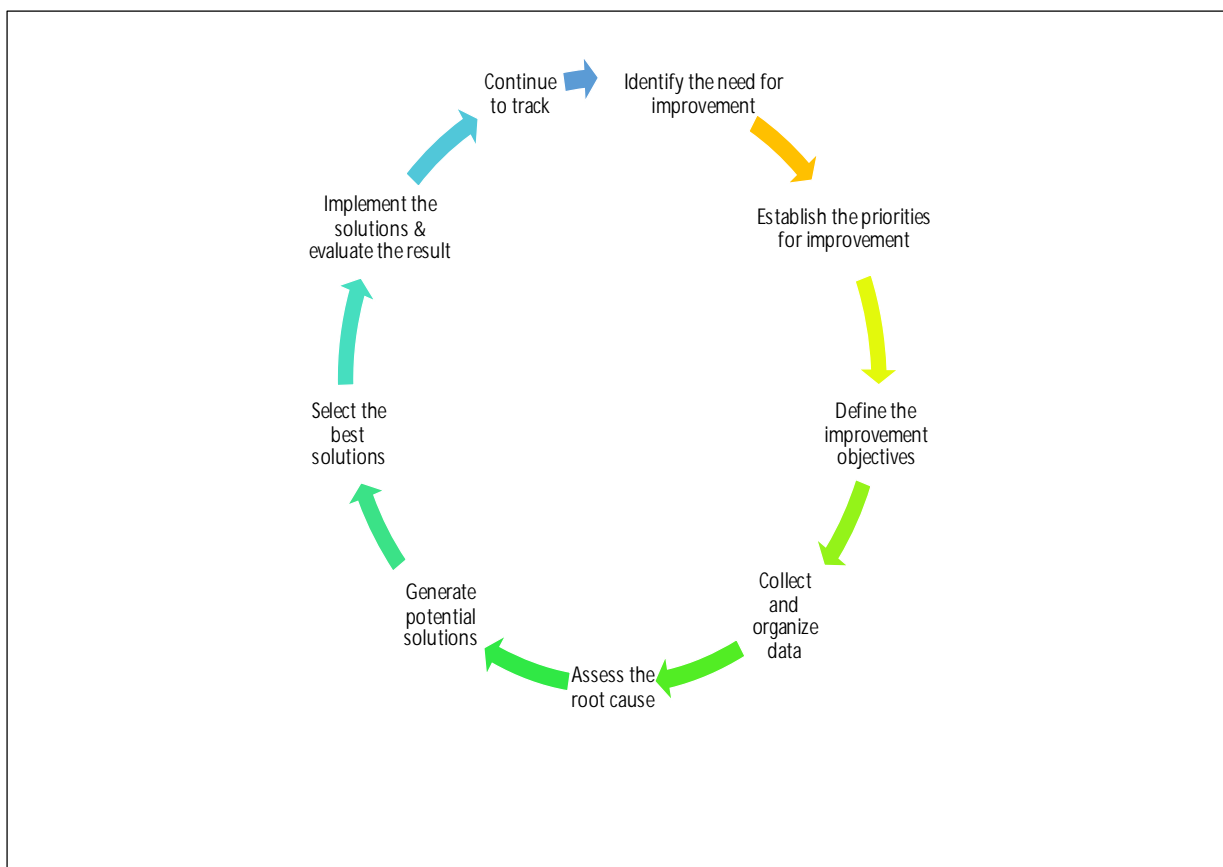 Continue
to track
Identify the need for
improvement
Establish the priorities
for improvement
Define the
improvement
objectives
Collect
and
organize
data
Assess the
root cause
Generate
potential
solutions
Select the
best
solutions
Implement the
solutions &
evaluate the result